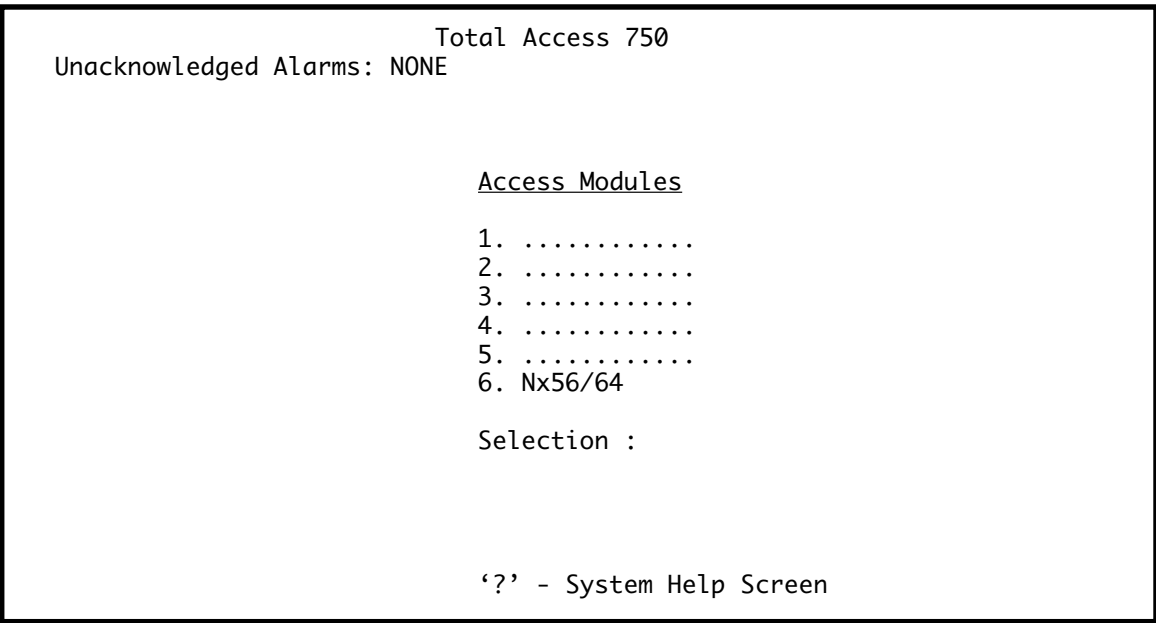 Total Access 750
Unacknowledged Alarms: NONE
Access Modules
1. ............
2. ............
3. ............
4. ............
5. ............
6. Nx56/64
Selection :
‘?’ - System Help Screen